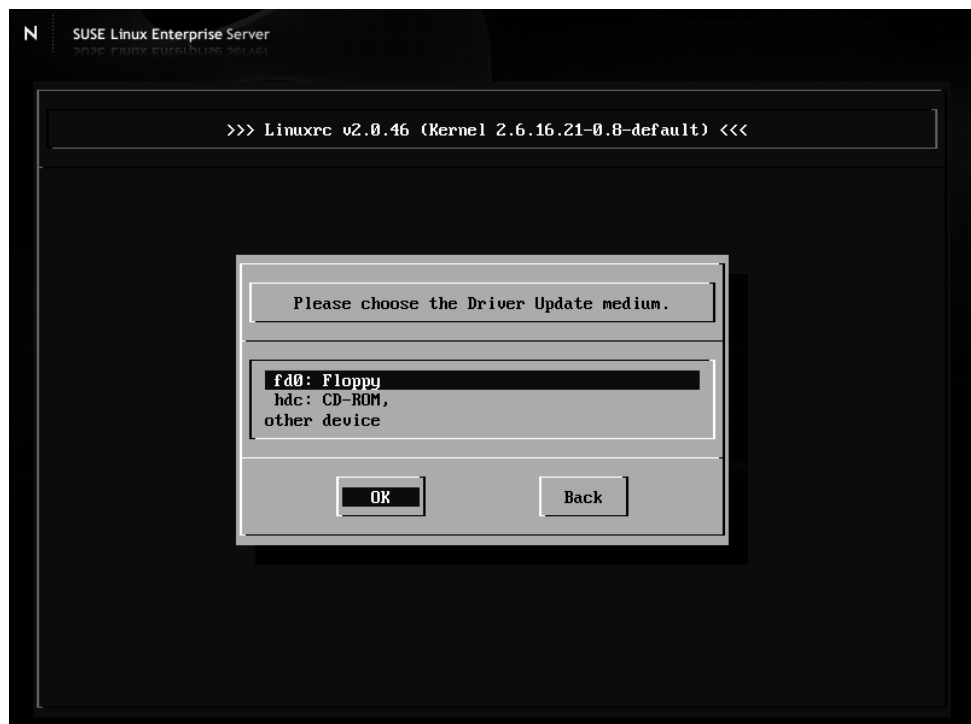 N SUSE Linux Enterprise Server
>>> Linuxrc v2.0.46 (Kernel 2.6.16.21-0.8-default) <<<
Please choose the Driver Update medium.
fd0: Floppy
hdc: CD-ROM,
other device
OK Back